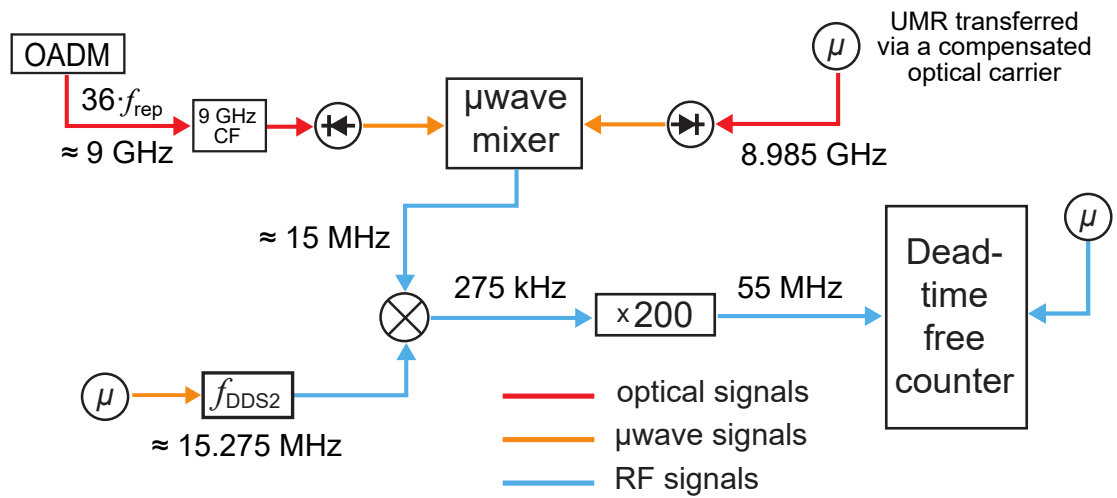 OADM
36·frep
≈ 9 GHz
9 GHz
CF
µwave
mixer
µ
UMR transferred
via a compensated
optical carrier
8.985 GHz
≈ 15 MHz
275 kHz
x 200
55 MHz
Dead-
time
free
counter
µ
µ
fDDS2
≈ 15.275 MHz
optical signals
µwave signals
RF signals